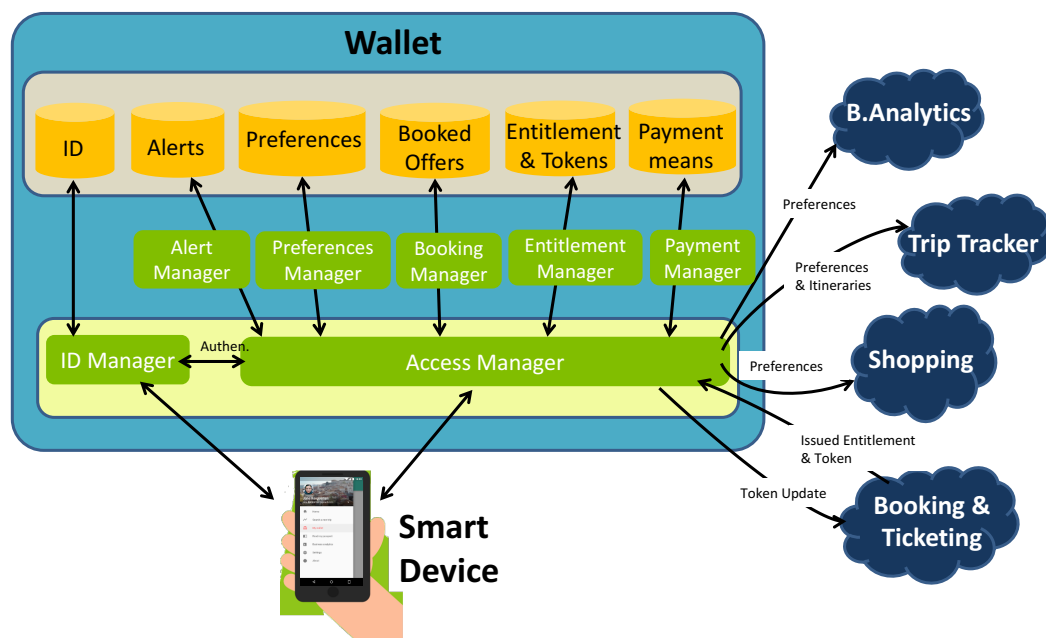 Wallet
ID
Alerts
Preferences
Booked
Offers
Entitlement
& Tokens
Payment
means
B.Analytics
Preferences
Trip Tracker
Preferences
& Itineraries
Alert
Manager
Preferences
Manager
Booking
Manager
Entitlement
Manager
Payment
Manager
ID Manager
Authen.
Access Manager
Preferences
Shopping
Issued Entitlement
& Token
Token Update
Booking &
Ticketing
Smart
Device